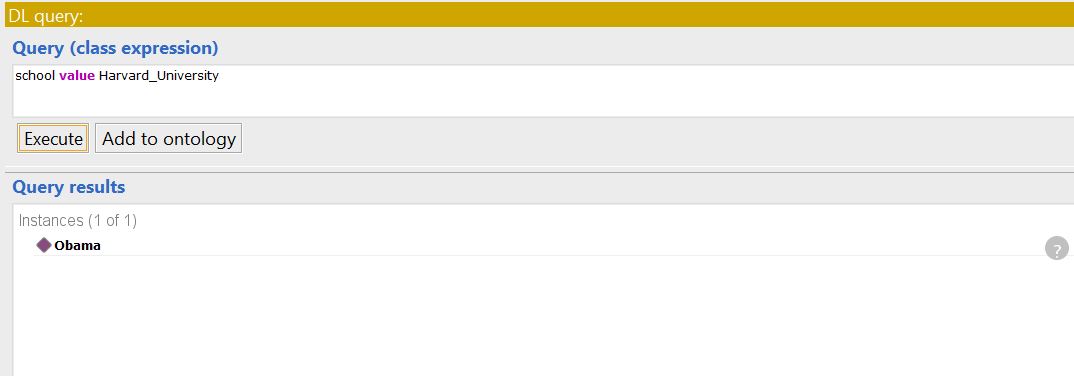 DL query:
Query (class expression)
school value Harvard_University
Execute Add to ontology
Query results
Instances (1 of 1)
Obama
?